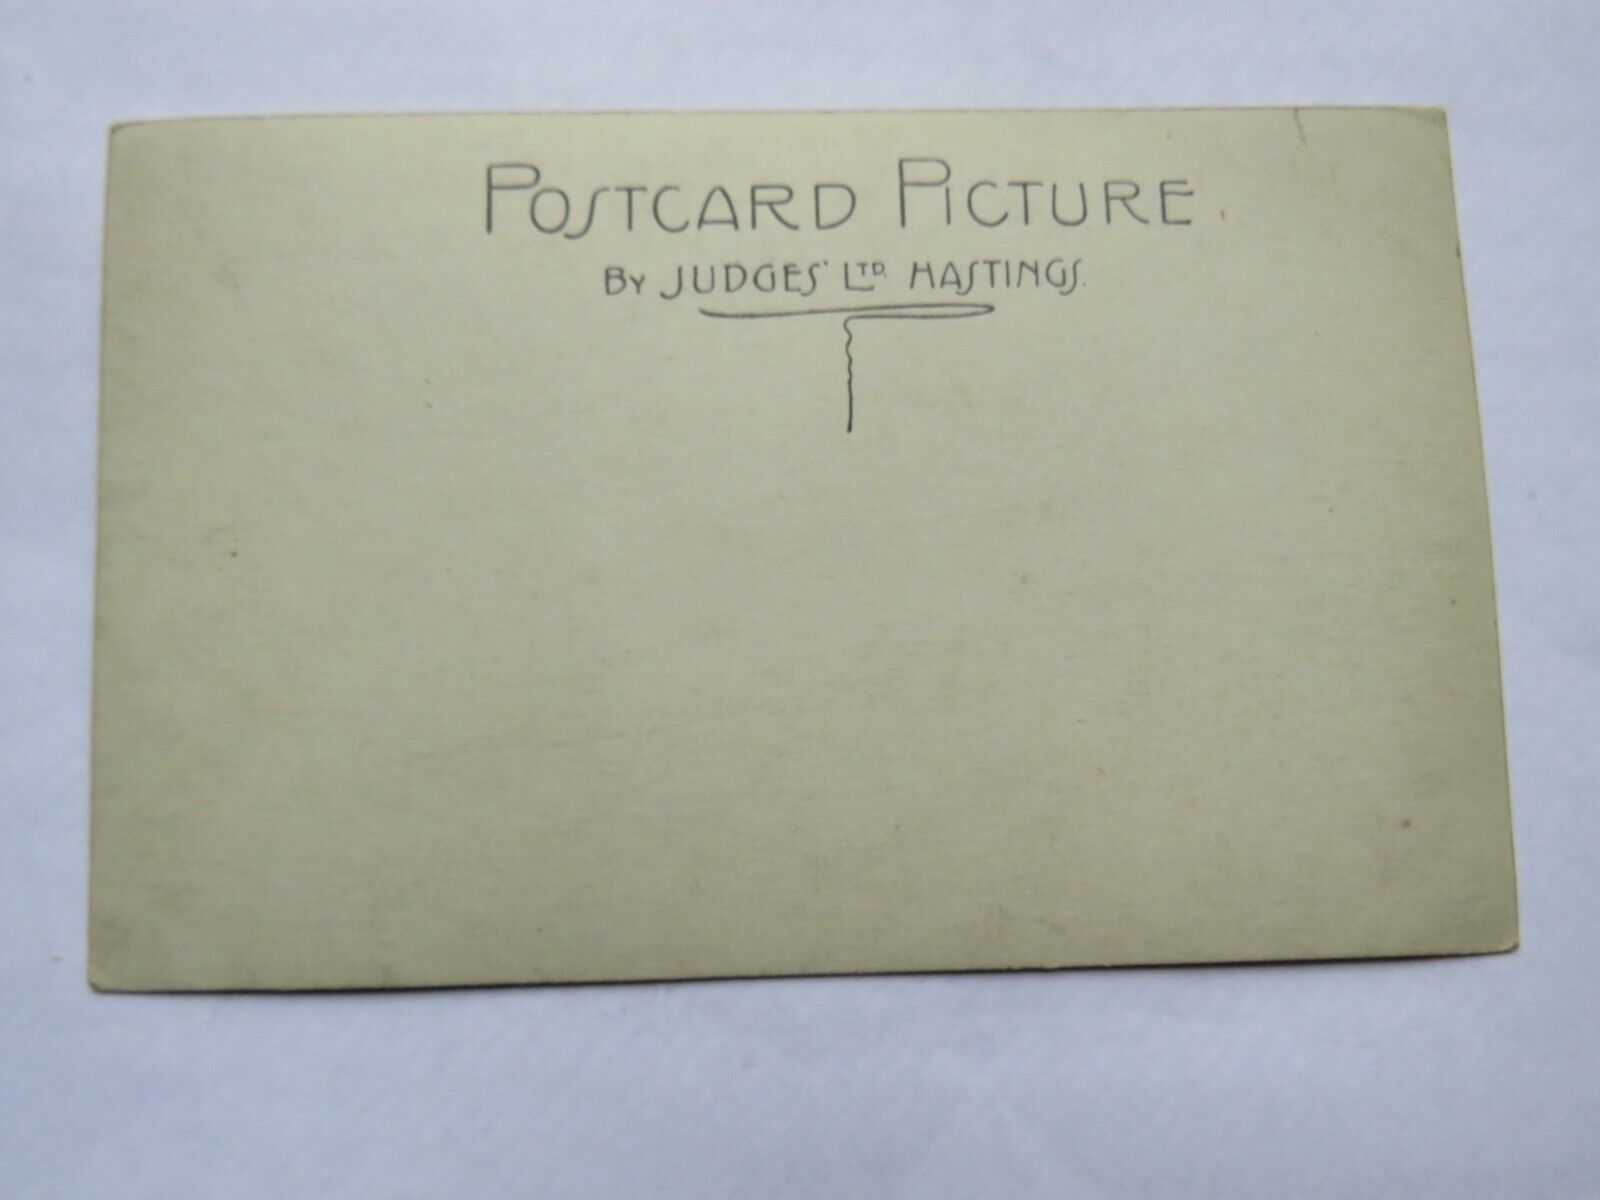 POSTCARD PICTURE.
BY JUDGES' LTD. HASTINGS.